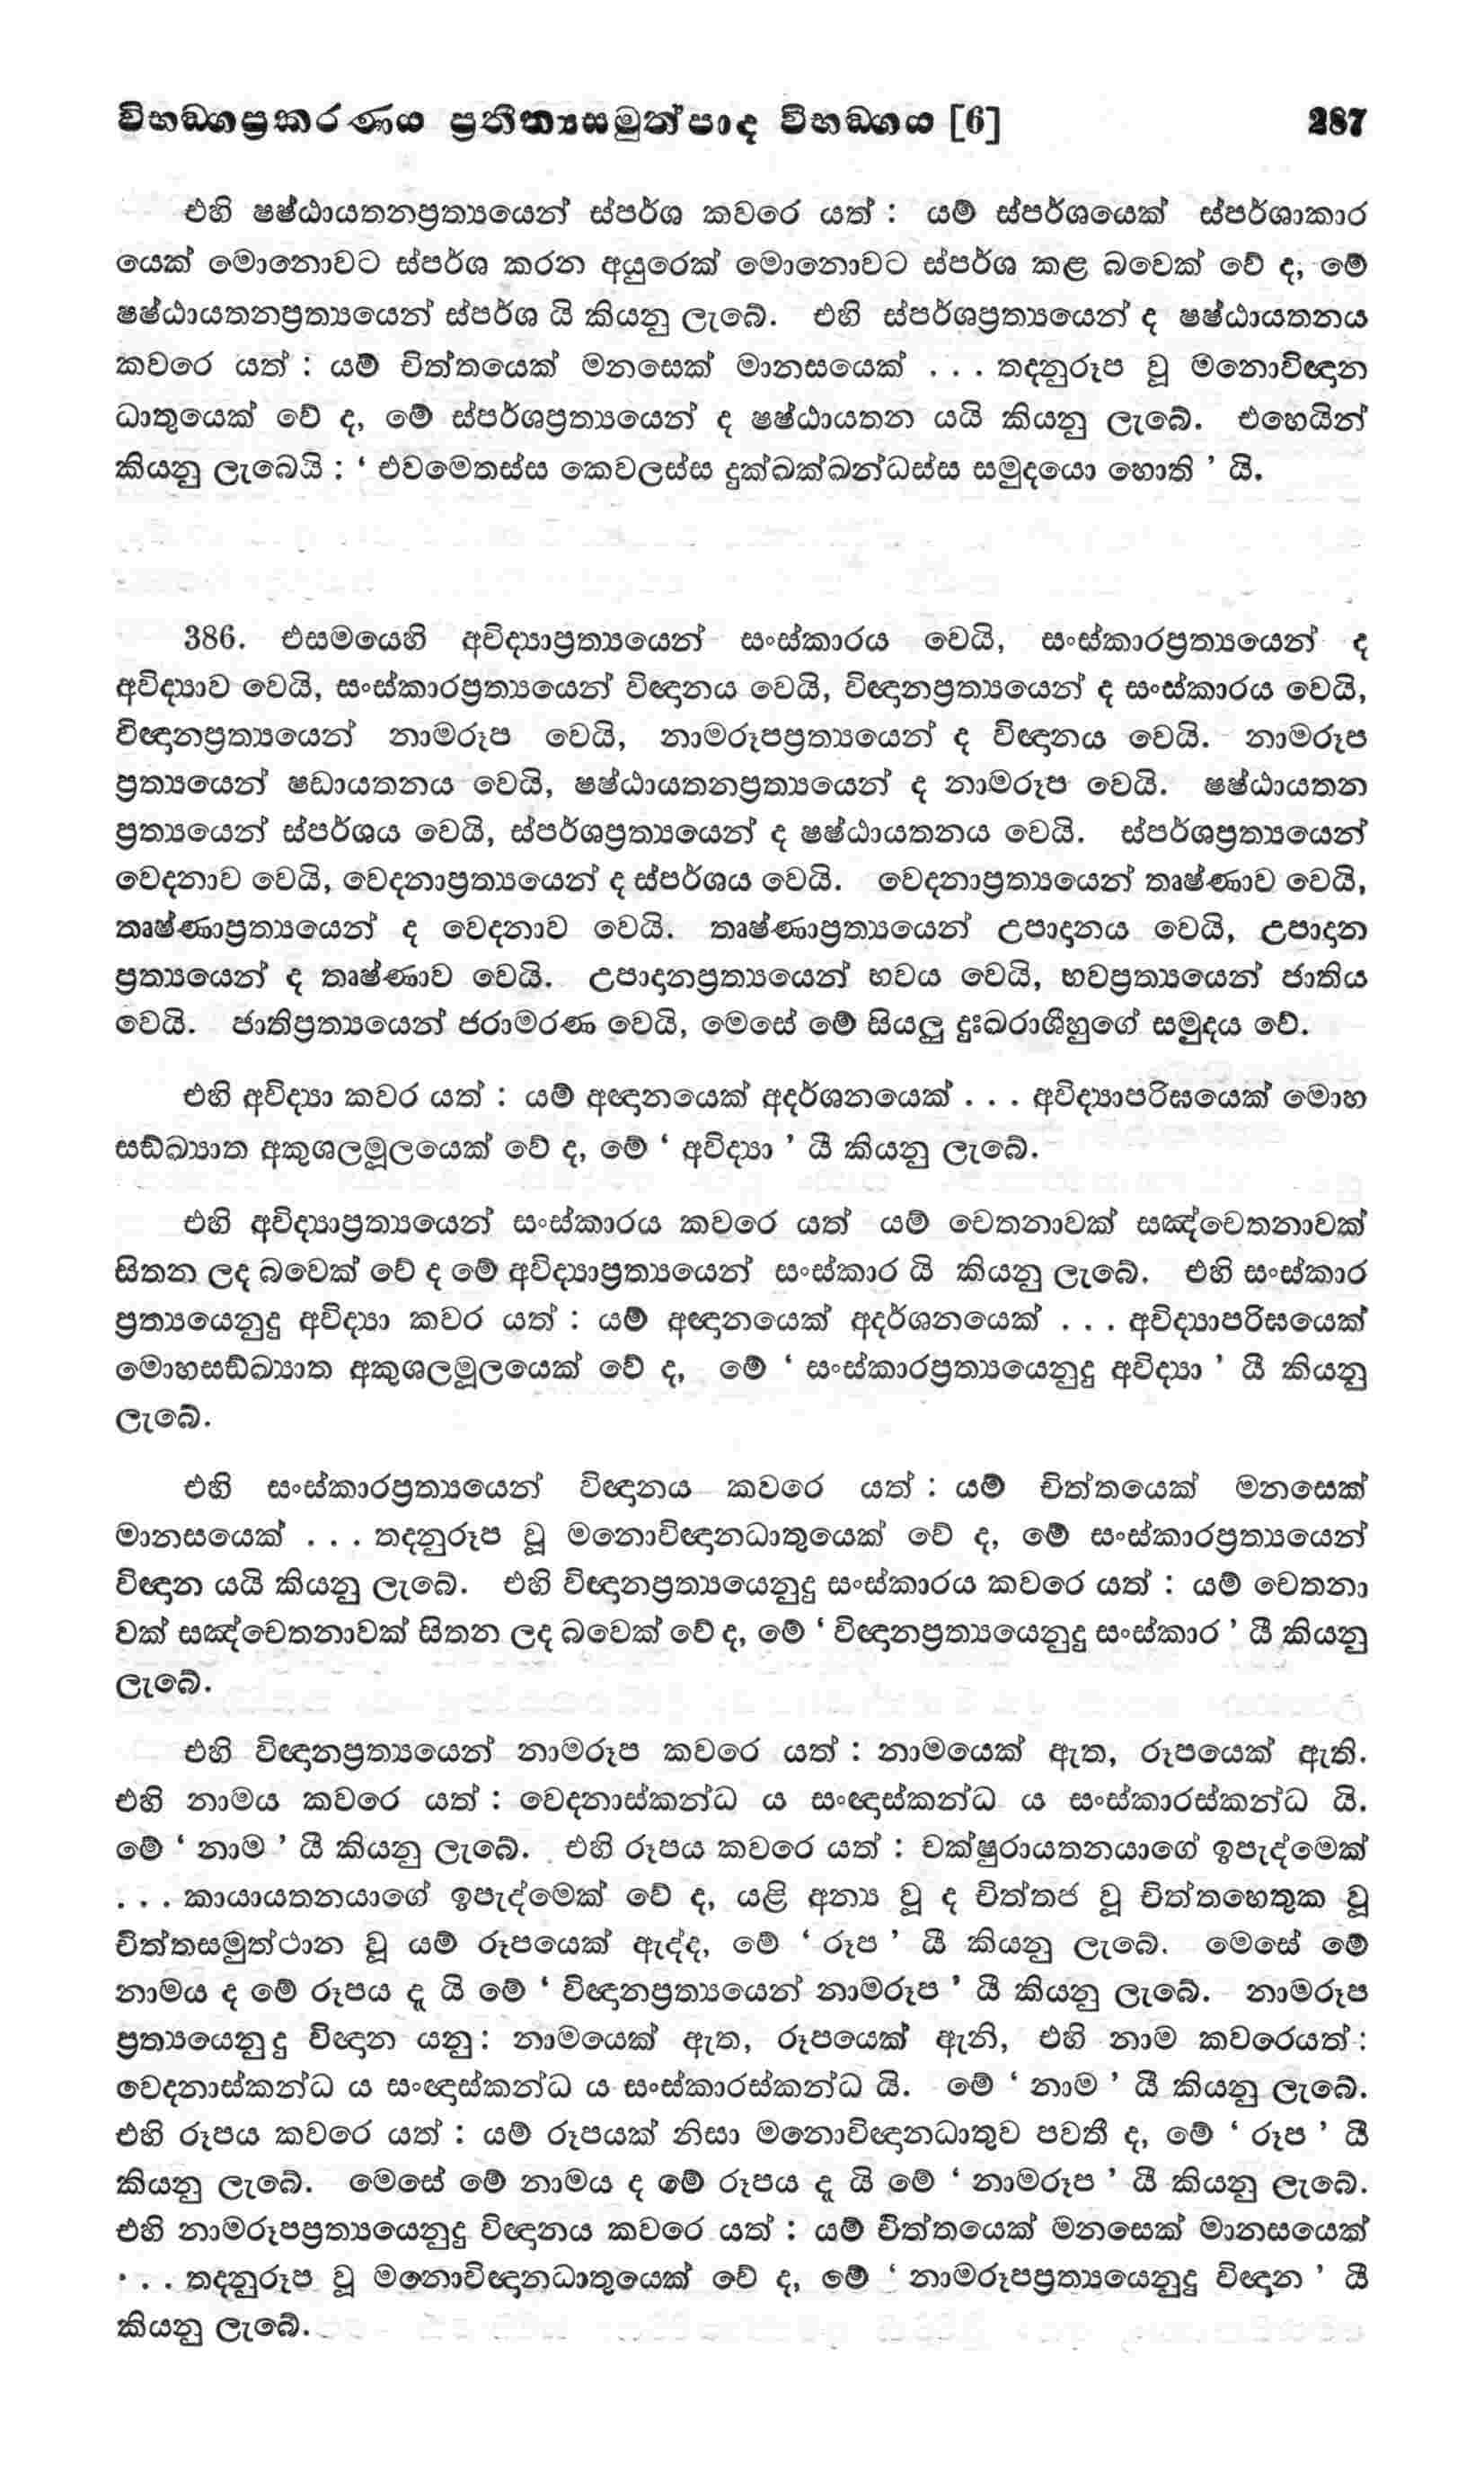 විභඞගප්‍රකරණය ප්‍රතීත්‍යසමුත්පාද විභඞගය [6] 287
එහි ෂෂ්ඨායතනප්‍රත්‍යයෙන් ස්පර්ශ කවරෙ යත් : යම් ස්පර්ශයෙක් ස්පර්ශාකාර
යෙක් මොනොවට ස්පර්ශ කරන අයුරෙක් මොනොවට ස්පර්ශ කළ බවෙක් වේ ද, මේ
ෂෂ්ඨායතනප්‍රත්‍යයෙන් ස්පර්ශ යි කියනු ලැබේ. එහි ස්පර්ශප්‍රත්‍යයෙන් ද ෂෂ්ඨායතනය
කවරෙ යත් : යම් චිත්තයෙක් මනසෙක් මානසයෙක් . . . තදනුරූප වූ මනොවිඥාන
ධාතුයෙක් වේ ද, මේ ස්පර්ශප්‍රත්‍යයෙන් ද ෂෂ්ඨායතන යයි කියනු ලැබේ. එහෙයින්
කියනු ලැබෙයි : ‘ එවමෙතස්ස කෙවලස්ස දුක්ඛක්ඛන්ධස්ස සමුදයො හොති ’ යි.
386. එසමයෙහි අවිද්‍යාප්‍රත්‍යයෙන් සංස්කාරය වෙයි, සංස්කාරප්‍රත්‍යයෙන් ද
අවිද්‍යාව වෙයි, සංස්කාරප්‍රත්‍යයෙන් විඥානය වෙයි, විඥානප්‍රත්‍යයෙන් ද සංස්කාරය වෙයි,
විඥානප්‍රත්‍යයෙන් නාමරූප වෙයි, නාමරූපප්‍රත්‍යයෙන් ද විඥානය වෙයි. නාමරූප
ප්‍රත්‍යයෙන් ෂඩායතනය වෙයි, ෂෂ්ඨායතනප්‍රත්‍යයෙන් ද නාමරූප වෙයි. ෂෂ්ඨායතන
ප්‍රත්‍යයෙන් ස්පර්ශය වෙයි, ස්පර්ශප්‍රත්‍යයෙන් ද ෂෂ්ඨායතනය වෙයි. ස්පර්ශප්‍රත්‍යයෙන්
වෙදනාව වෙයි, වෙදනාප්‍රත්‍යයෙන් ද ස්පර්ශය වෙයි. වෙදනාප්‍රත්‍යයෙන් තෘෂ්ණාව වෙයි,
තෘෂ්ණාප්‍රත්‍යයෙන් ද වෙදනාව වෙයි. තෘෂ්ණාප්‍රත්‍යයෙන් උපාදානය වෙයි, උපාදාන
ප්‍රත්‍යයෙන් ද තෘෂ්ණාව වෙයි. උපාදානප්‍රත්‍යයෙන් භවය වෙයි, භවප්‍රත්‍යයෙන් ජාතිය
වෙයි. ජාතිප්‍රත්‍යයෙන් ජරාමරණ වෙයි, මෙසේ මේ සියලු දුඃඛරාශීහුගේ සමුදය වේ.
එහි අවිද්‍යා කවර යත් : යම් අඥානයෙක් අදර්ශනයෙක් . . . අවිද්‍යාපරිඝයෙක් මොහ
සඬ්ඛ්‍යාත අකුශලමූලයෙක් වේ ද, මේ ‘ අවිද්‍යා ’ යී කියනු ලැබේ.
එහි අවිද්‍යාප්‍රත්‍යයෙන් සංස්කාරය කවරෙ යත් යම් චෙතනාවක් සඤ්චෙතනාවක්
සිතන ලද බවෙක් වේ ද මේ අවිද්‍යාප්‍රත්‍යයෙන් සංස්කාර යි කියනු ලැබේ. එහි සංස්කාර
ප්‍රත්‍යයෙනුදු අවිද්‍යා කවර යත් : යම් අඥානයෙක් අදර්ශනයෙක් . . . අවිද්‍යාපරිඝයෙක්
මොහසඬ්ඛ්‍යාත අකුශලමූලයෙක් වේ ද, මේ ‘ සංස්කාරප්‍රත්‍යයෙනුදු අවිද්‍යා ’ යී කියනු
ලැබේ.
එහි සංස්කාරප්‍රත්‍යයෙන් විඥානය කවරෙ යත් : යම් චිත්තයෙක් මනසෙක්
මානසයෙක් . . . තදනුරූප වූ මනොවිඥානධාතුයෙක් වේ ද, මේ සංස්කාරප්‍රත්‍යයෙන්
විඥාන යයි කියනු ලැබේ. එහි විඥානප්‍රත්‍යයෙනුදු සංස්කාරය කවරෙ යත් : යම් චෙතනා
වක් සඤ්චෙතනාවක් සිතන ලද බවෙක් වේ ද, මේ ‘ විඥානප්‍රත්‍යයෙනුදු සංස්කාර ’ යී කියනු
ලැබේ.
එහි විඥානප්‍රත්‍යයෙන් නාමරූප කවරෙ යත් : නාමයෙක් ඇත, රූපයෙක් ඇති.
එහි නාමය කවරෙ යත් : වෙදනාස්කන්ධ ය සංඥාස්කන්ධ ය සංස්කාරස්කන්ධ යි.
මේ ‘ නාම ’ යී කියනු ලැබේ. එහි රූපය කවරෙ යත් : චක්ෂුරායතනයාගේ ඉපැද්මෙක්
. . . කායායතනයාගේ ඉපැද්මෙක් වේ ද, යළි අන්‍ය වූ ද චිත්තජ වූ චිත්තහෙතුක වූ
චිත්තසමුත්ථාන වූ යම් රූපයෙක් ඇද්ද, මේ ‘ රූප ’ යී කියනු ලැබේ. මෙසේ මේ
නාමය ද මේ රූපය දැ යි මේ ‘ විඥානප්‍රත්‍යයෙන් නාමරූප ’ යී කියනු ලැබේ. නාමරූප
ප්‍රත්‍යයෙනුදු විඥාන යනු : නාමයෙක් ඇත, රූපයෙක් ඇති, එහි නාම කවරෙයත් :
වෙදනාස්කන්ධ ය සංඥාස්කන්ධ ය සංස්කාරස්කන්ධ යි. මේ ‘ නාම ’ යී කියනු ලැබේ.
එහි රූපය කවරෙ යත් : යම් රූපයක් නිසා මනොවිඥානධාතුව පවතී ද, මේ ‘ රූප ’ යී
කියනු ලැබේ. මෙසේ මේ නාමය ද මේ රූපය දැ යි මේ ‘ නාමරූප ’ යී කියනු ලැබේ.
එහි නාමරූපප්‍රත්‍යයෙනුදු විඥානය කවරෙ යත් : යම් චිත්තයෙක් මනසෙක් මානසයෙක්
. . . තදනුරූප වූ මනොවිඥානධාතුයෙක් වේ ද, මේ ‘ නාමරූපප්‍රත්‍යයෙනුදු විඥාන ’ යී
කියනු ලැබේ.